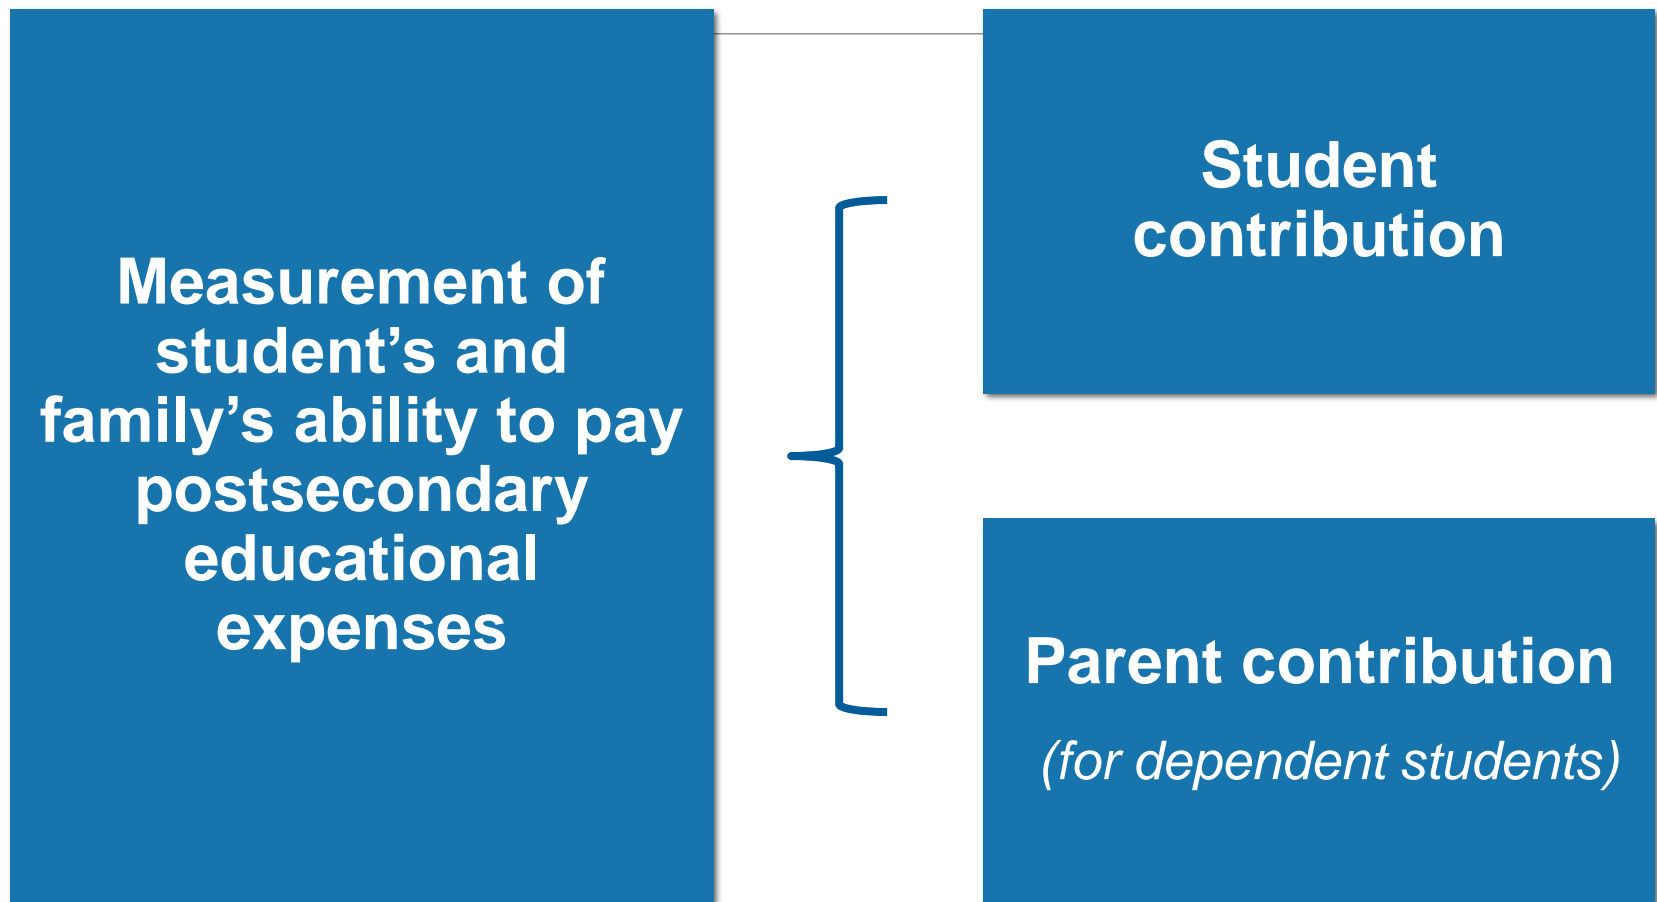 Measurement of
student’s and
family’s ability to pay
postsecondary
educational
expenses
Student
contribution
Parent contribution
(for dependent students)